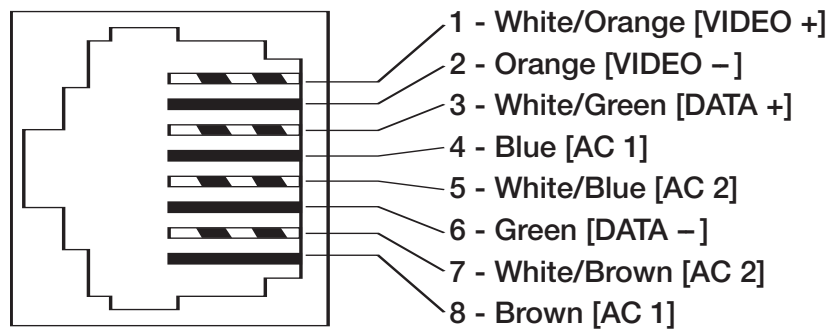 1 - White/Orange [VIDEO +]
2 - Orange [VIDEO – ]
3 - White/Green [DATA +]
4 - Blue [AC 1]
5 - White/Blue [AC 2]
6 - Green [DATA – ]
7 - White/Brown [AC 2]
8 - Brown [AC 1]